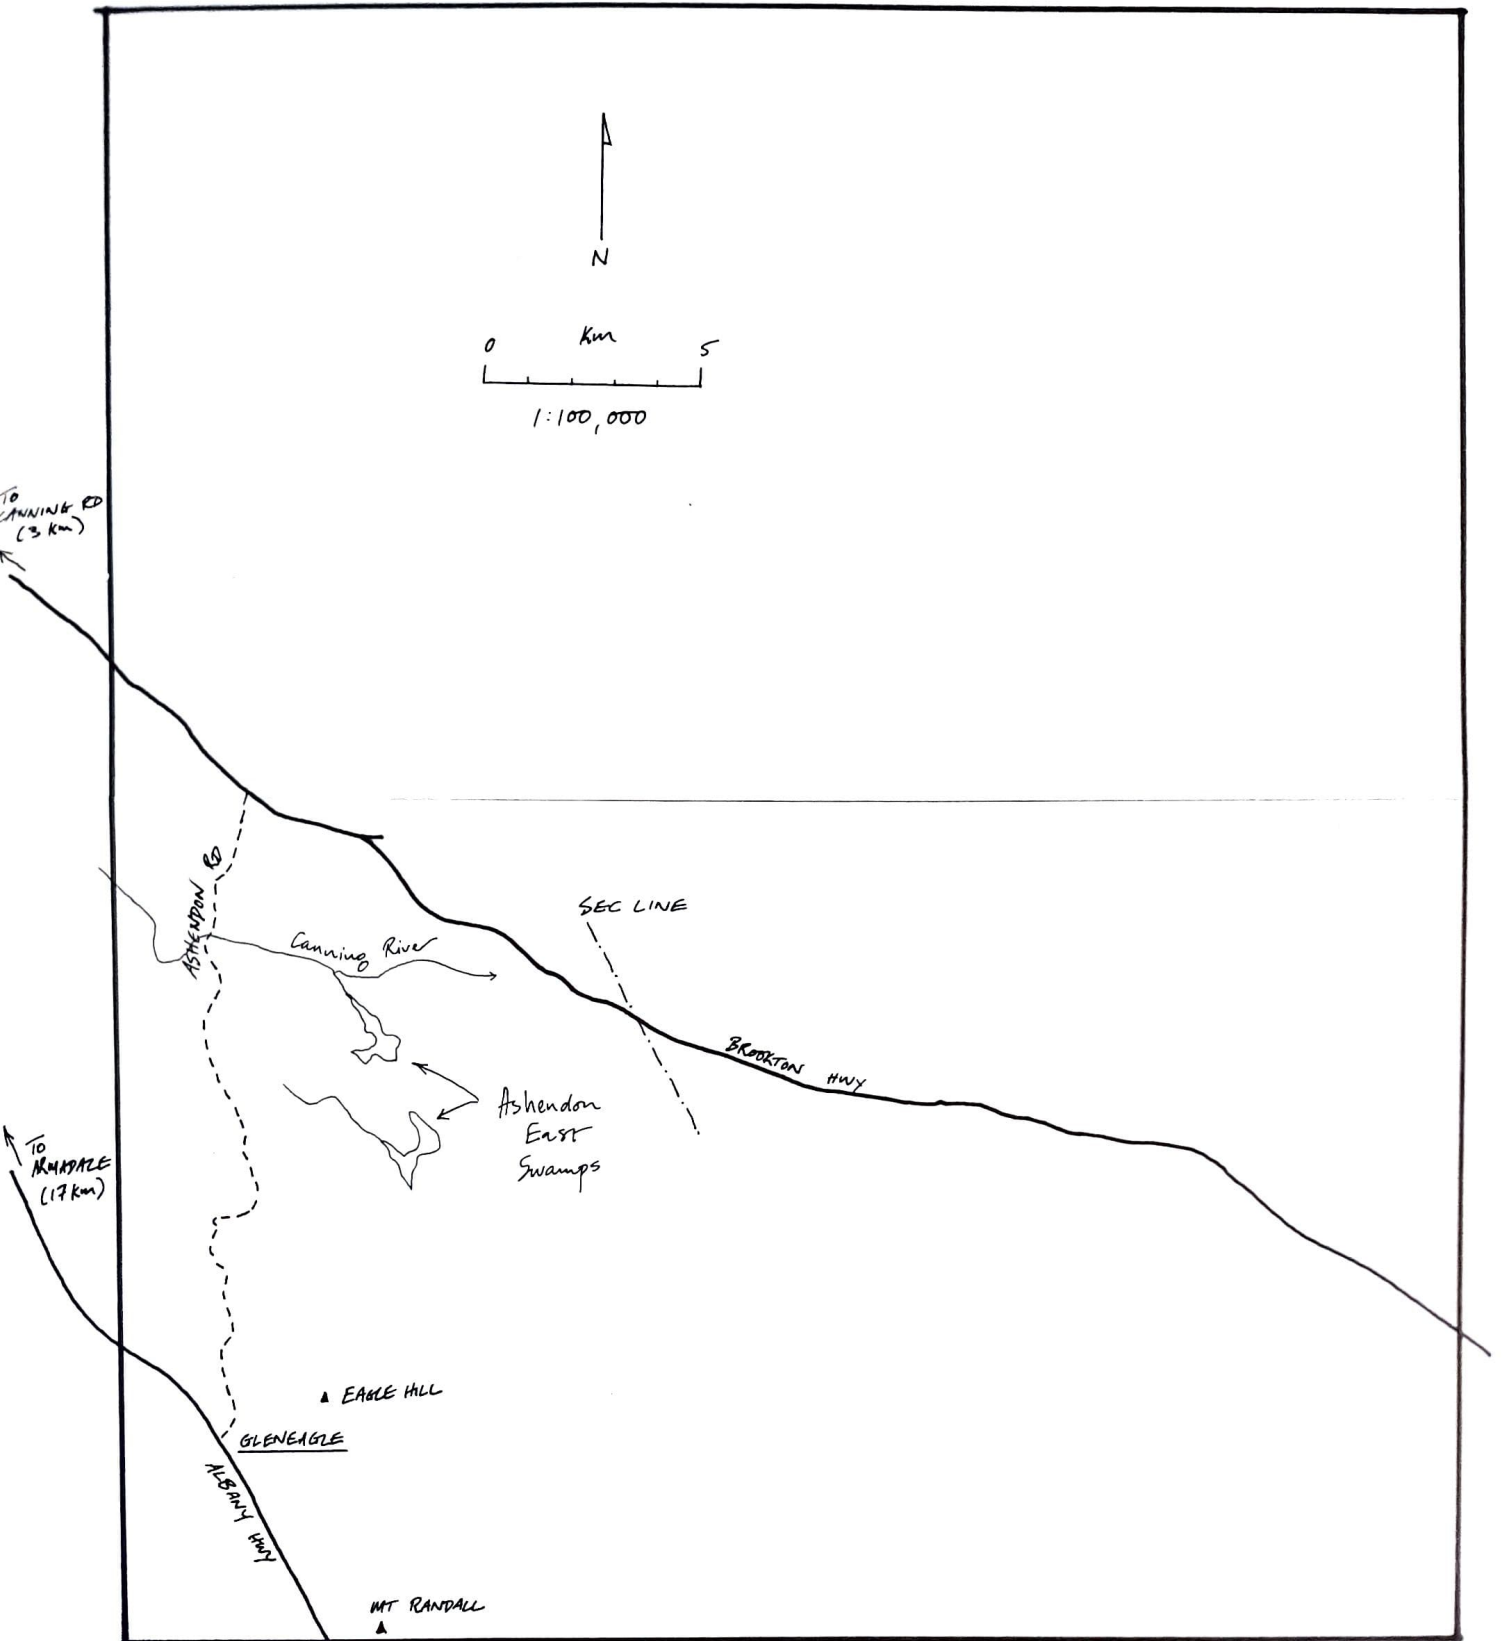 N
Km
0 5
1:100,000
TO
CANNING RD
(3 Km)
ASHENDON RD
SEC LINE
Canning River
BROOKTON HWY
Ashendon
East
Swamps
TO
ARMADALE
(17 Km)
EAGLE HILL
GLENEAGLE
ALBANY HWY
MT RANDALL